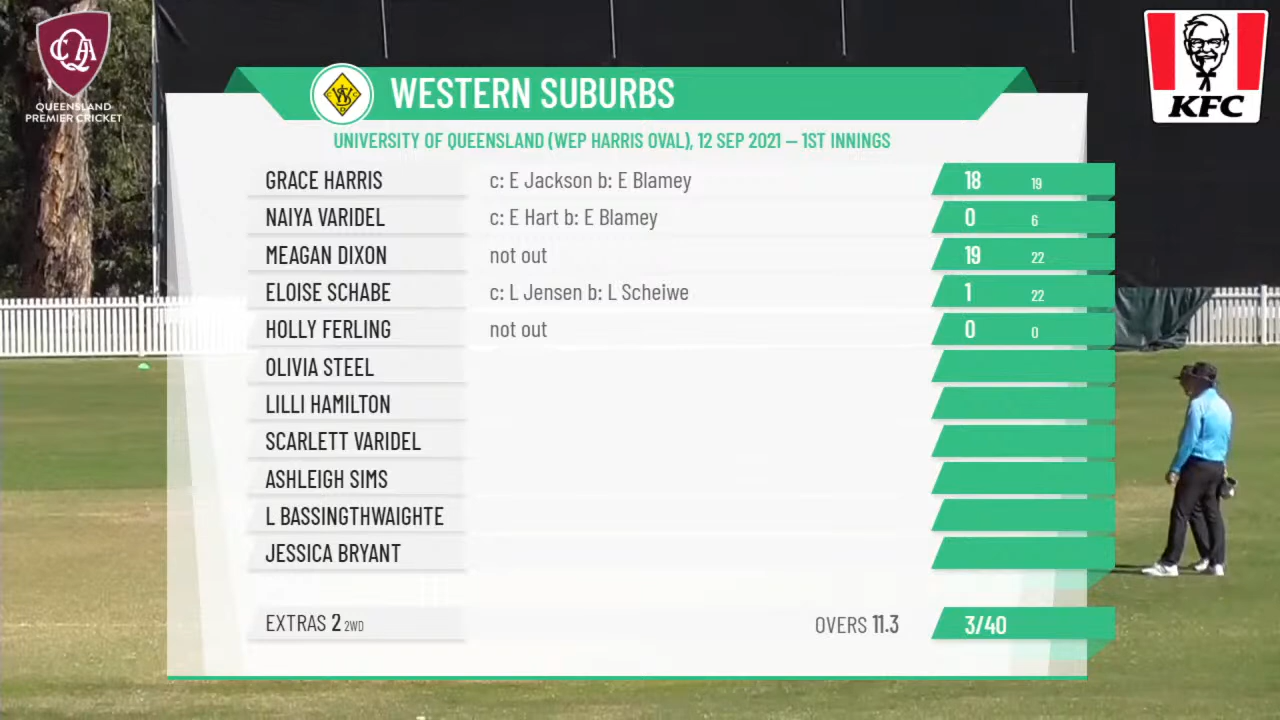 CQA
QUEENSLAND
PREMIER CRICKET
KFC
WESTERN SUBURBS
UNIVERSITY OF QUEENSLAND (WEP HARRIS OVAL), 12 SEP 2021 – 1ST INNINGS
GRACE HARRIS c: E Jackson b: E Blamey 18 19
NAIYA VARIDEL c: E Hart b: E Blamey 0 6
MEAGAN DIXON not out 19 22
ELOISE SCHABE c: L Jensen b: L Scheiwe 1 22
HOLLY FERLING not out 0 0
OLIVIA STEEL
LILLI HAMILTON
SCARLETT VARIDEL
ASHLEIGH SIMS
L BASSINGTHWAIGHTE
JESSICA BRYANT
EXTRAS 2 2WD OVERS 11.3 3/40